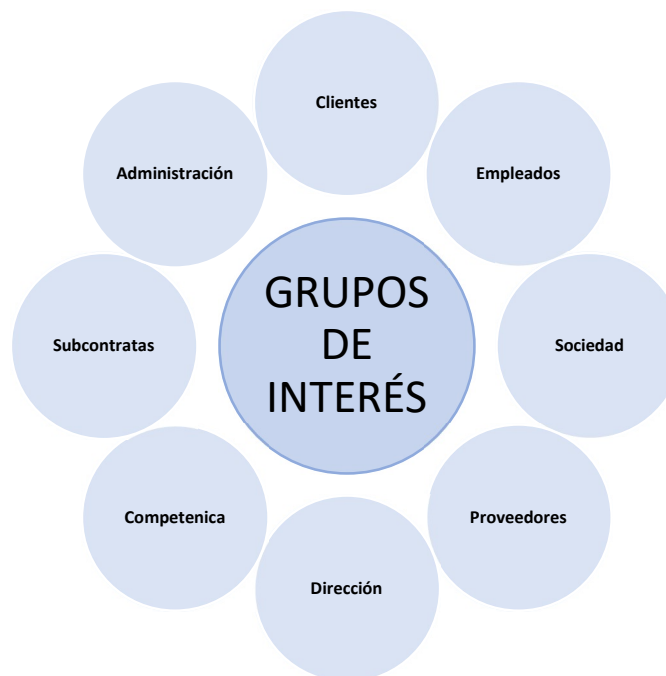 Clientes
Administración
Empleados
GRUPOS
DE
INTERÉS
Subcontratas
Sociedad
Competenica
Proveedores
Dirección